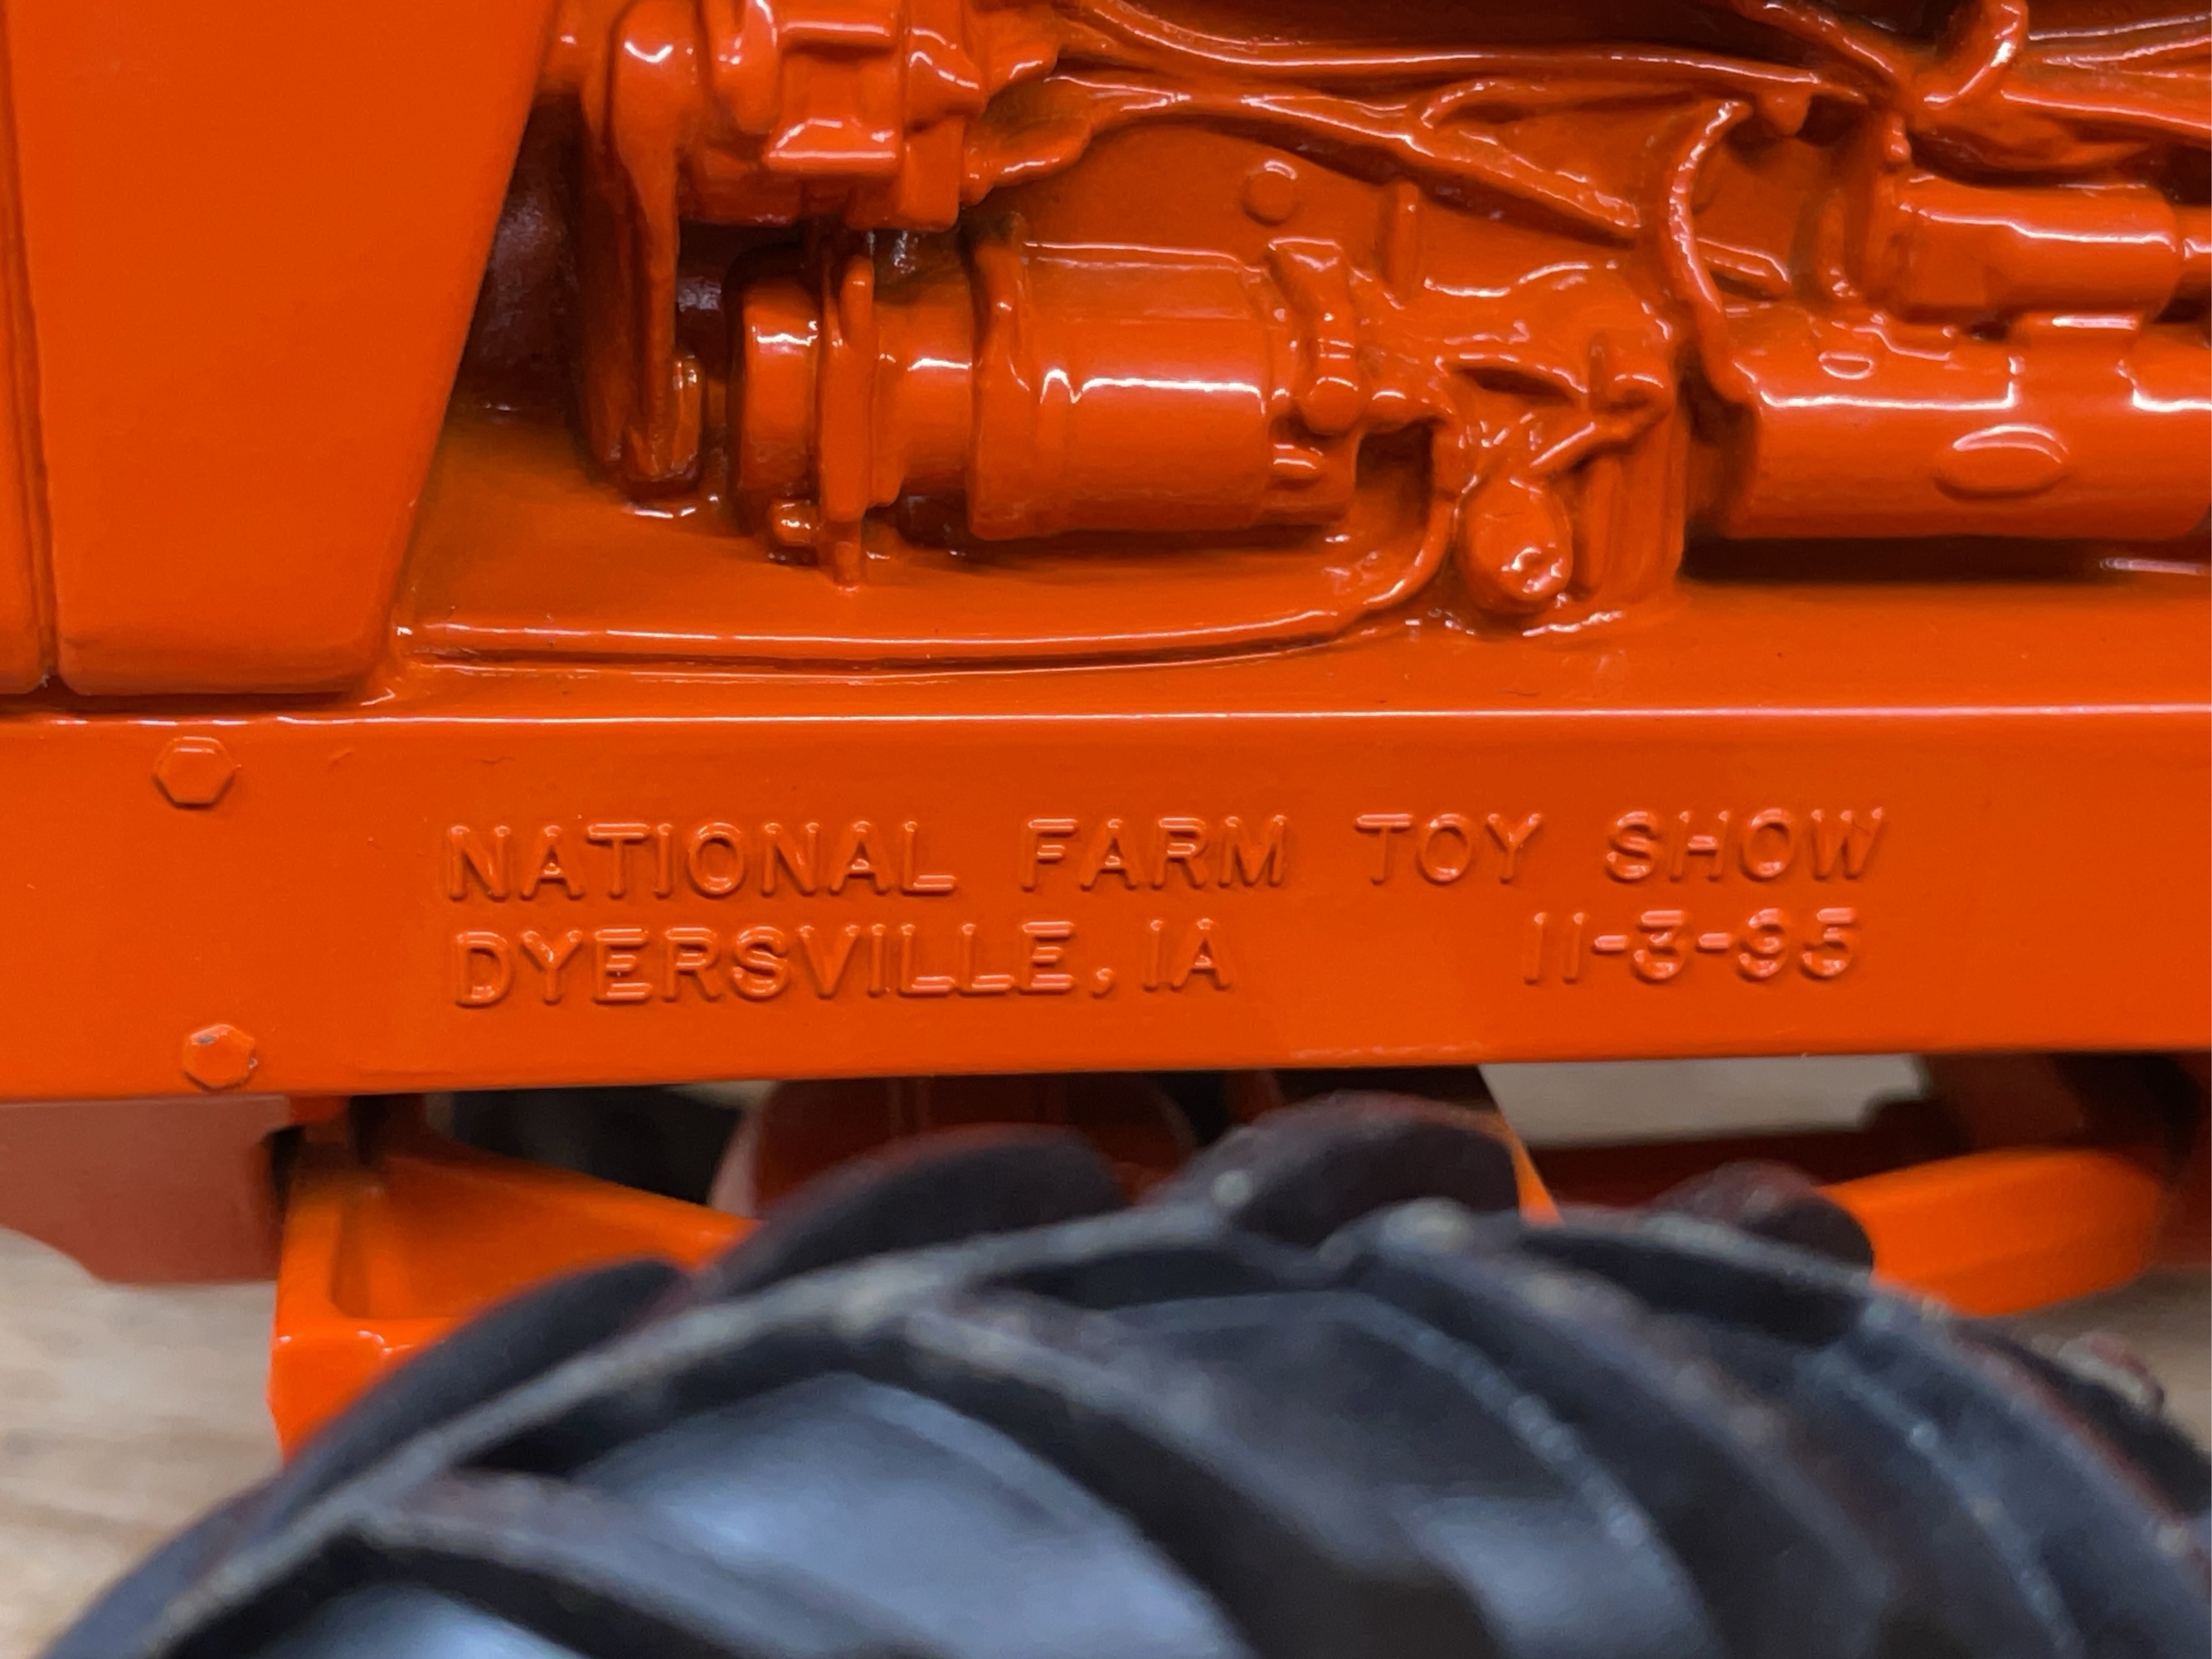 NATIONAL FARM TOY SHOW
DYERSVILLE, IA 11-3-95